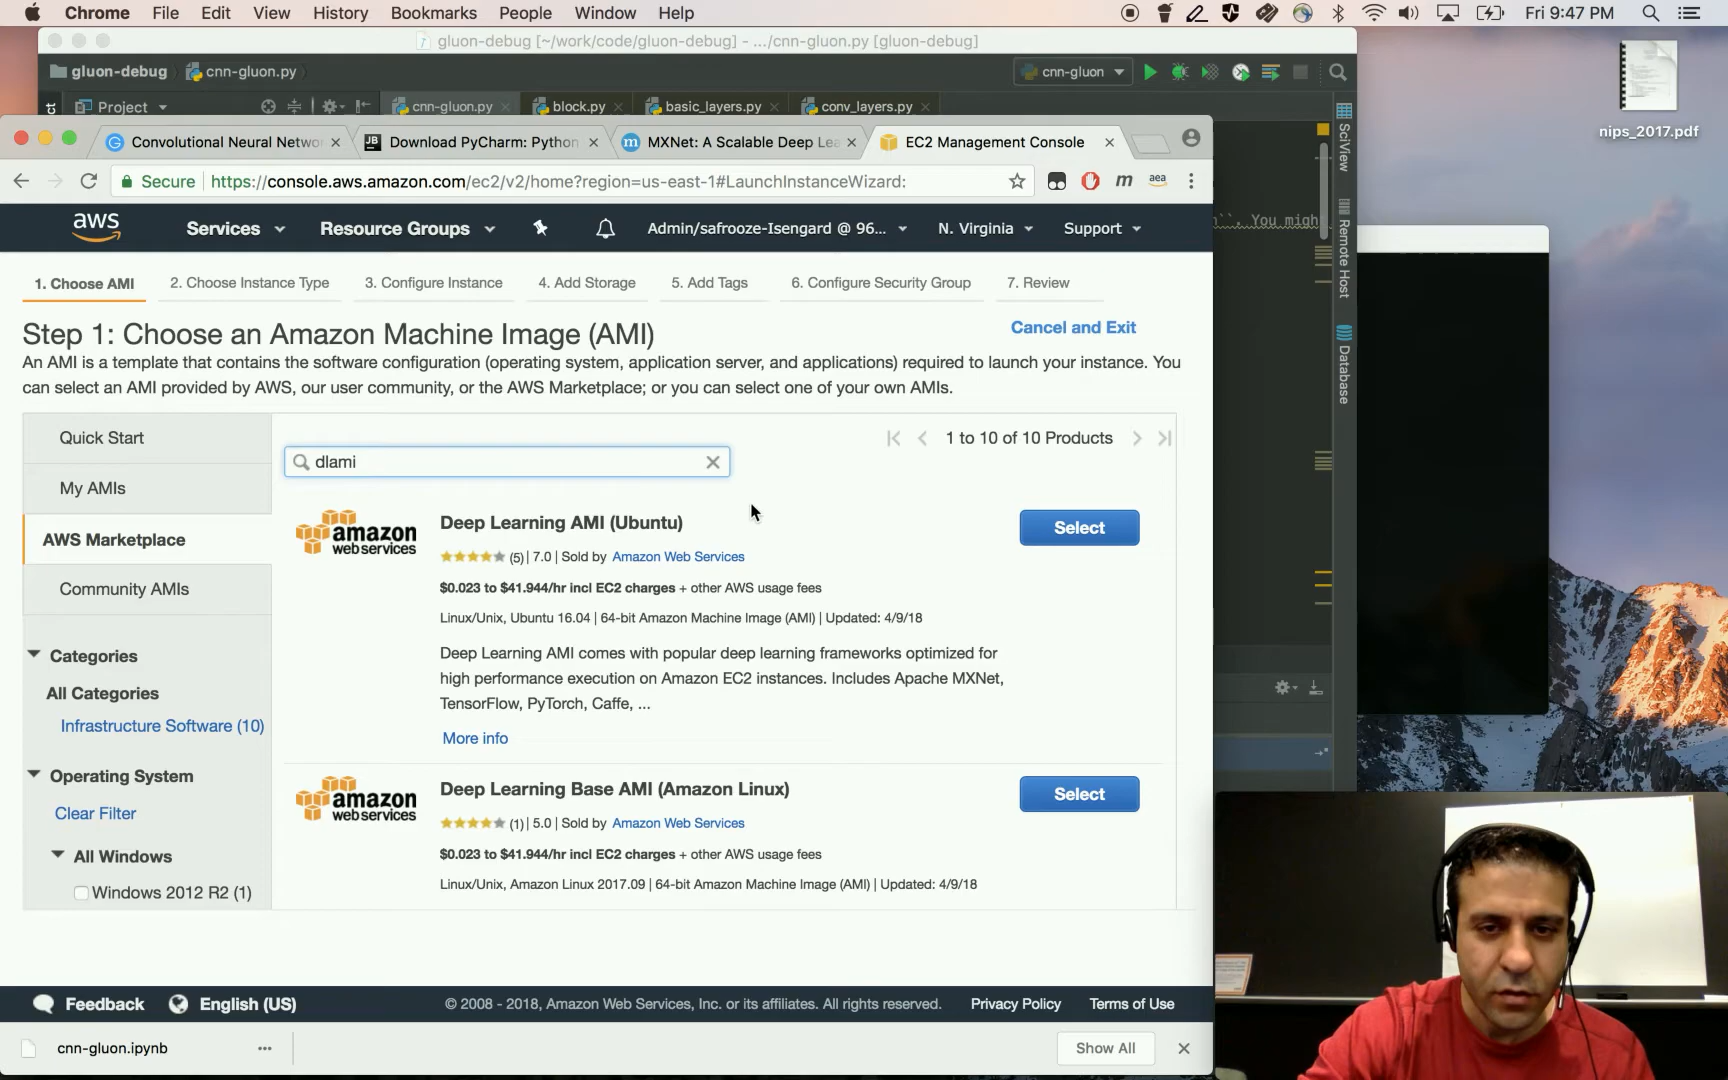 Chrome File Edit View History Bookmarks People Window Help Fri 9:47 PM
gluon-debug [~/work/code/gluon-debug] - .../cnn-gluon.py [gluon-debug]
gluon-debug cnn-gluon.py cnn-gluon
Project cnn-gluon.py block.py basic_layers.py conv_layers.py
nips_2017.pdf
Convolutional Neural Netwo Download PyCharm: Python MXNet: A Scalable Deep Le EC2 Management Console
Secure https://console.aws.amazon.com/ec2/v2/home?region=us-east-1#LaunchInstanceWizard:
aws Services Resource Groups Admin/safrooze-Isengard @ 96... N. Virginia Support
. You migh
SciView
Remote Host
Database
1. Choose AMI 2. Choose Instance Type 3. Configure Instance 4. Add Storage 5. Add Tags 6. Configure Security Group 7. Review
Step 1: Choose an Amazon Machine Image (AMI)
Cancel and Exit
An AMI is a template that contains the software configuration (operating system, application server, and applications) required to launch your instance. You
can select an AMI provided by AWS, our user community, or the AWS Marketplace; or you can select one of your own AMIs.
Quick Start
My AMIs
AWS Marketplace
Community AMIs
Categories
All Categories
Infrastructure Software (10)
Operating System
Clear Filter
All Windows
Windows 2012 R2 (1)
1 to 10 of 10 Products
dlami
amazon
web services
Deep Learning AMI (Ubuntu)
Select
(5) | 7.0 | Sold by Amazon Web Services
$0.023 to $41.944/hr incl EC2 charges + other AWS usage fees
Linux/Unix, Ubuntu 16.04 | 64-bit Amazon Machine Image (AMI) | Updated: 4/9/18
Deep Learning AMI comes with popular deep learning frameworks optimized for
high performance execution on Amazon EC2 instances. Includes Apache MXNet,
TensorFlow, PyTorch, Caffe, ...
More info
amazon
web services
Deep Learning Base AMI (Amazon Linux)
Select
(1) | 5.0 | Sold by Amazon Web Services
$0.023 to $41.944/hr incl EC2 charges + other AWS usage fees
Linux/Unix, Amazon Linux 2017.09 | 64-bit Amazon Machine Image (AMI) | Updated: 4/9/18
Feedback English (US) © 2008 - 2018, Amazon Web Services, Inc. or its affiliates. All rights reserved. Privacy Policy Terms of Use
cnn-gluon.ipynb Show All